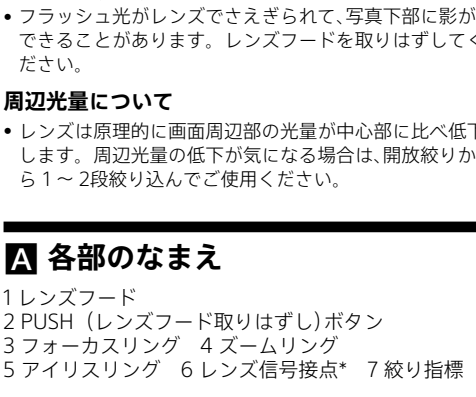 • フラッシュ光がレンズでさえぎられて、写真下部に影が
できることがあります。レンズフードを取りはずしてく
ださい。
周辺光量について
• レンズは原理的に画面周辺部の光量が中心部に比べ低下
します。周辺光量の低下が気になる場合は、開放絞りか
ら 1 ～ 2段絞り込んでご使用ください。
A 各部のなまえ
1 レンズフード
2 PUSH（レンズフード取りはずし）ボタン
3 フォーカスリング　4 ズームリング
5 アイリスリング　6 レンズ信号接点*　7 絞り指標